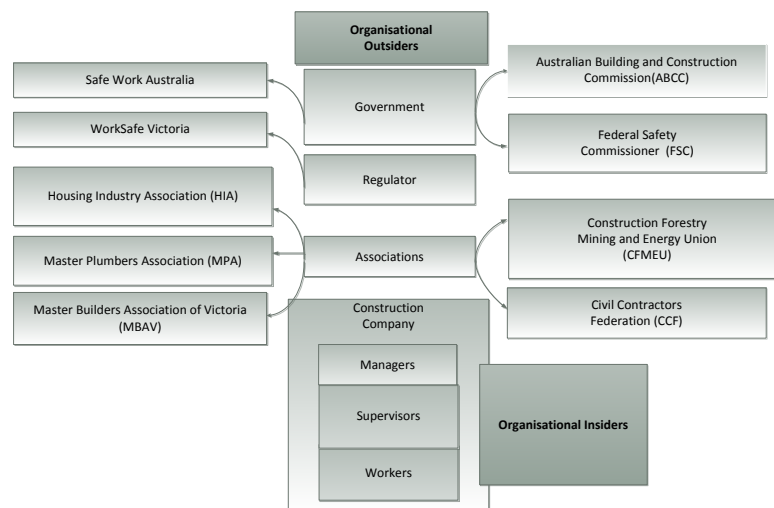 Organisational
Outsiders
Safe Work Australia
Government
Australian Building and Construction
Commission(ABCC)
WorkSafe Victoria
Federal Safety
Commissioner (FSC)
Regulator
Housing Industry Association (HIA)
Master Plumbers Association (MPA)
Associations
Construction Forestry
Mining and Energy Union
(CFMEU)
Master Builders Association of Victoria
(MBAV)
Civil Contractors
Federation (CCF)
Construction
Company
Managers
Supervisors
Workers
Organisational Insiders